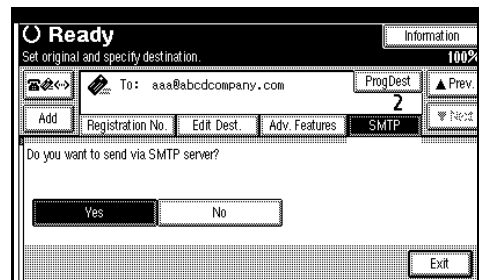 Ready
Information
Set original and specify destination.
100%
To: aaa@abcdcompany.com
ProgDest
▲ Prev.
2
Add
Registration No.
Edit Dest.
Adv. Features
SMTP
▼ Next
Do you want to send via SMTP server?
Yes
No
Exit